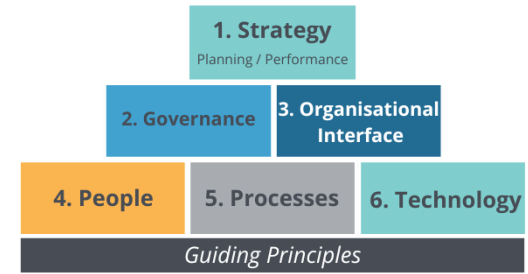 1. Strategy
Planning / Performance
2. Governance
3. Organisational
Interface
4. People
5. Processes
6. Technology
Guiding Principles